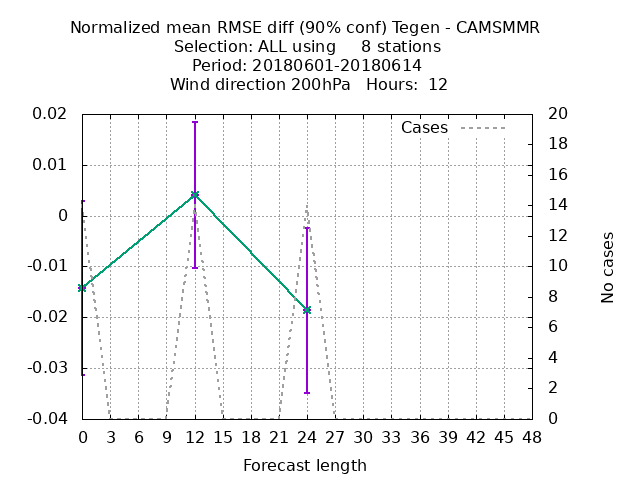 Normalized mean RMSE diff (90% conf) Tegen - CAMSMMR
Selection: ALL using 8 stations
Period: 20180601-20180614
Wind direction 200hPa Hours: 12
Cases
0.02
0.01
0
-0.01
-0.02
-0.03
-0.04
20
18
16
14
12
10
8
6
4
2
0
No cases
0 3 6 9 12 15 18 21 24 27 30 33 36 39 42 45 48
Forecast length